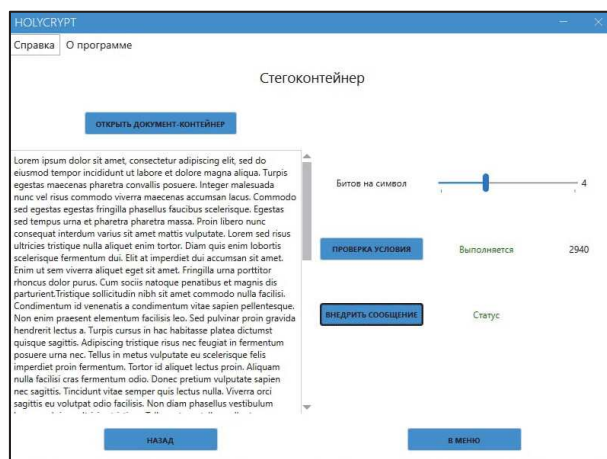 HOLYCRYPT
Справка О программе
Стегоконтейнер
ОТКРЫТЬ ДОКУМЕНТ-КОНТЕЙНЕР
Lorem ipsum dolor sit amet, consectetur adipiscing elit, sed do
eiusmod tempor incididunt ut labore et dolore magna aliqua. Turpis
egestas maecenas pharetra convallis posuere. Integer malesuada
nunc vel risus commodo viverra maecenas accumsan lacus. Commodo
sed egestas egestas fringilla phasellus faucibus scelerisque. Egestas
sed tempus urna et pharetra pharetra massa. Proin libero nunc
consequat interdum varius sit amet mattis vulputate. Lorem sed risus
ultricies tristique nulla aliquet enim tortor. Diam quis enim lobortis
scelerisque fermentum dui. Elit at imperdiet dui accumsan sit amet.
Enim ut sem viverra aliquet eget sit amet. Fringilla urna porttitor
rhoncus dolor purus. Cum sociis natoque penatibus et magnis dis
parturient.Tristique sollicitudin nibh sit amet commodo nulla facilisi.
Condimentum id venenatis a condimentum vitae sapien pellentesque.
Non enim praesent elementum facilisis leo. Sed pulvinar proin gravida
hendrerit lectus a. Turpis cursus in hac habitasse platea dictumst
quisque sagittis. Adipiscing tristique risus nec feugiat in fermentum
posuere urna nec. Tellus in metus vulputate eu scelerisque felis
imperdiet proin fermentum. Tortor id aliquet lectus proin. Aliquam
nulla facilisi cras fermentum odio. Donec pretium vulputate sapien
nec sagittis. Tincidunt vitae semper quis lectus nulla. Viverra orci
sagittis eu volutpat odio facilisis. Non diam phasellus vestibulum
Битов на символ 4
ПРОВЕРКА УСЛОВИЯ Выполняется 2940
ВНЕДРИТЬ СООБЩЕНИЕ Статус
НАЗАД В МЕНЮ